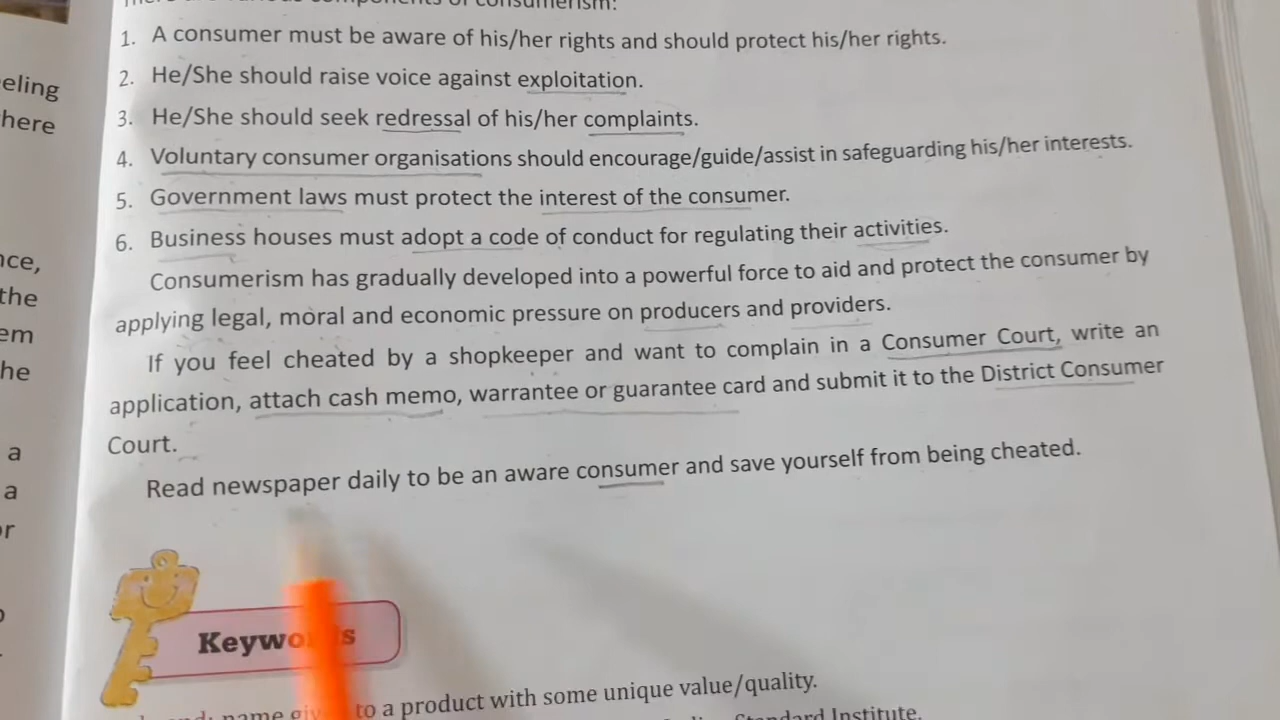 components of consumerism:
eling
here
1. A consumer must be aware of his/her rights and should protect his/her rights.
2. He/She should raise voice against exploitation.
3. He/She should seek redressal of his/her complaints.
4. Voluntary consumer organisations should encourage/guide/assist in safeguarding his/her interests.
5. Government laws must protect the interest of the consumer.
6. Business houses must adopt a code of conduct for regulating their activities.
Consumerism has gradually developed into a powerful force to aid and protect the consumer by
applying legal, moral and economic pressure on producers and providers.
If you feel cheated by a shopkeeper and want to complain in a Consumer Court, write an
application, attach cash memo, warrantee or guarantee card and submit it to the District Consumer
Court.
Read newspaper daily to be an aware consumer and save yourself from being cheated.
nce,
the
em
he
a
a
or
Keywords
name to a product with some unique value/quality.
Standard Institute.